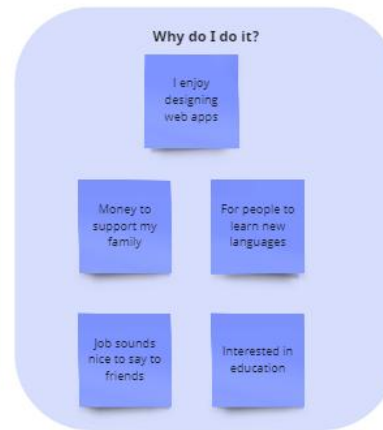 Why do I do it?
I enjoy
designing
web apps
Money to
support my
family
For people to
learn new
languages
Job sounds
nice to say to
friends
Interested in
education